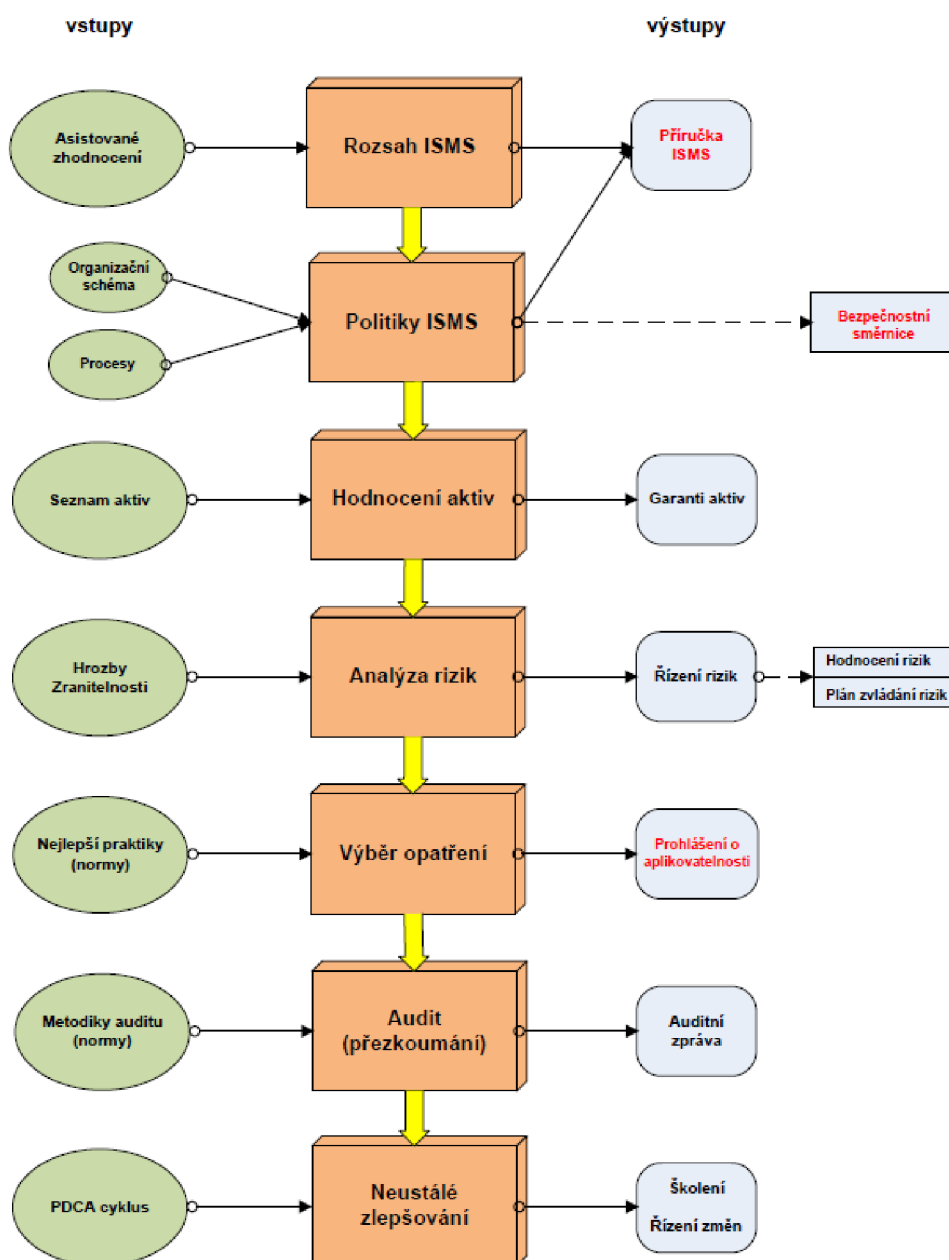 vstupy
výstupy
Asistované
zhodnocení
Rozsah ISMS
Příručka
ISMS
Organizační
schéma
Procesy
Politiky ISMS
Bezpečnostní
směrnice
Seznam aktiv
Hodnocení aktiv
Garanti aktiv
Hrozby
Zranitelnosti
Analýza rizik
Řízení rizik
Hodnocení rizik
Plán zvládání rizik
Nejlepší praktiky
(normy)
Výběr opatření
Prohlášení o
aplikovatelnosti
Metodiky auditu
(normy)
Audit
(přezkoumání)
Auditní
zpráva
PDCA cyklus
Neustálé
zlepšování
Školení
Řízení změn